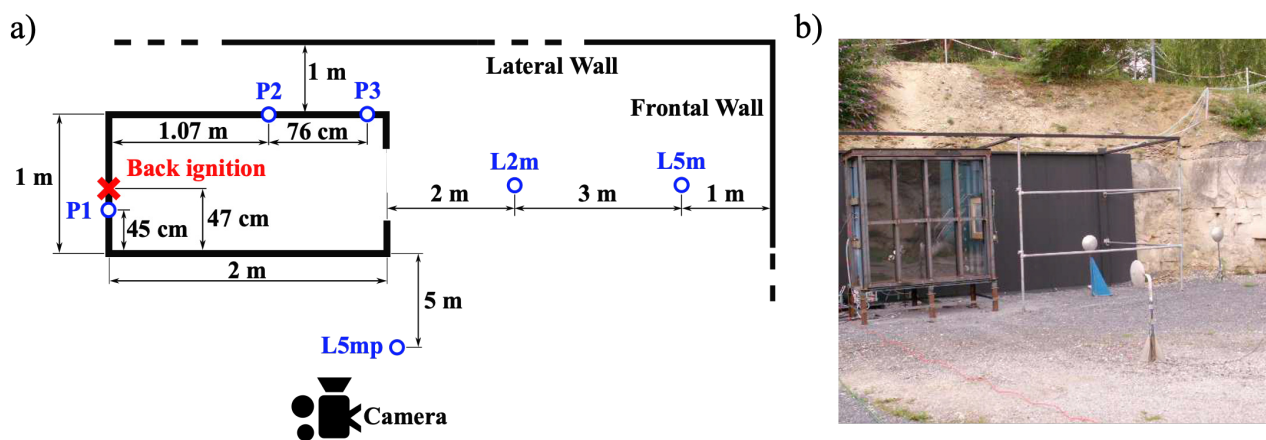 a)
b)
Lateral Wall
1 m
Frontal Wall
P2
P3
1.07 m
76 cm
Back ignition
1 m
P1
45 cm
47 cm
L2m
L5m
2 m
3 m
1 m
2 m
5 m
L5mp
Camera